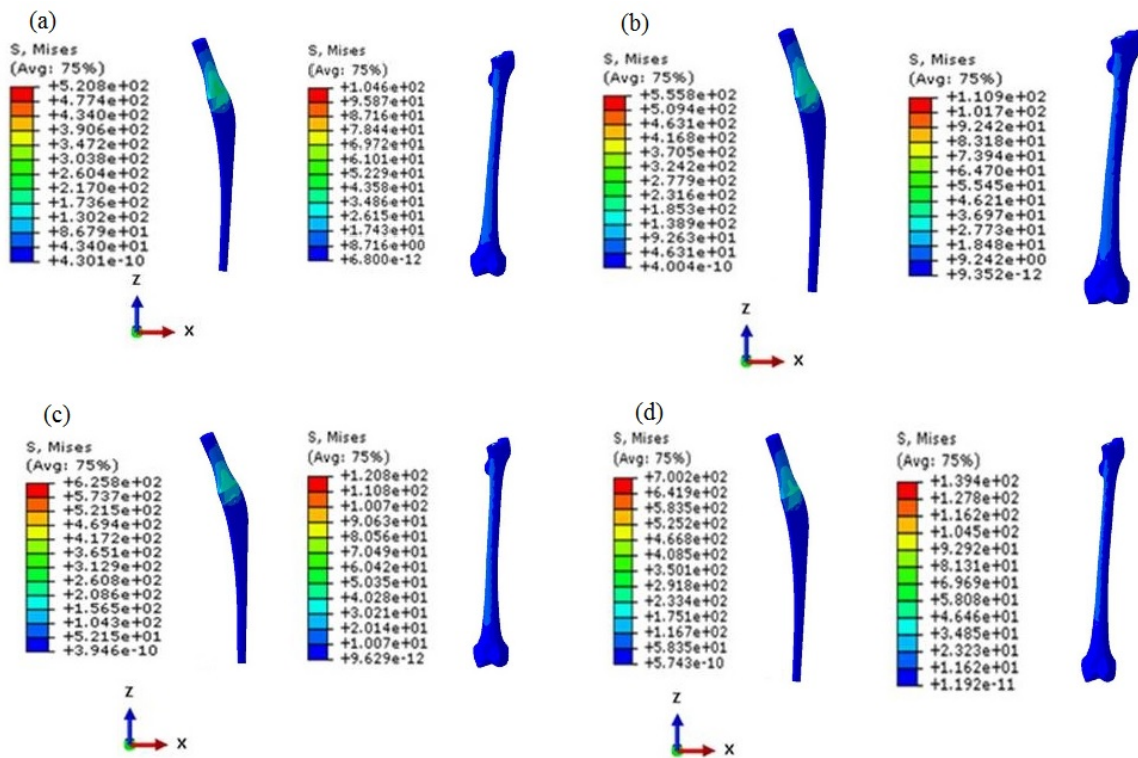 (a)
S, Mises
(Avg: 75%)
+5.208e+02
+4.774e+02
+4.340e+02
+3.906e+02
+3.472e+02
+3.038e+02
+2.604e+02
+2.170e+02
+1.736e+02
+1.302e+02
+8.679e+01
+4.340e+01
+4.301e-10
S, Mises
(Avg: 75%)
+1.046e+02
+9.587e+01
+8.716e+01
+7.844e+01
+6.972e+01
+6.101e+01
+5.229e+01
+4.358e+01
+3.486e+01
+2.615e+01
+1.743e+01
+8.716e+00
+6.800e-12
Z
X
(b)
S, Mises
(Avg: 75%)
+5.558e+02
+5.094e+02
+4.631e+02
+4.168e+02
+3.705e+02
+3.242e+02
+2.779e+02
+2.316e+02
+1.853e+02
+1.389e+02
+9.263e+01
+4.631e+01
+4.004e-10
S, Mises
(Avg: 75%)
+1.109e+02
+1.017e+02
+9.242e+01
+8.318e+01
+7.394e+01
+6.470e+01
+5.545e+01
+4.621e+01
+3.697e+01
+2.773e+01
+1.848e+01
+9.242e+00
+9.352e-12
Z
X
(c)
S, Mises
(Avg: 75%)
+6.258e+02
+5.737e+02
+5.215e+02
+4.694e+02
+4.172e+02
+3.651e+02
+3.129e+02
+2.608e+02
+2.086e+02
+1.565e+02
+1.043e+02
+5.215e+01
+3.946e-10
S, Mises
(Avg: 75%)
+1.208e+02
+1.108e+02
+1.007e+02
+9.063e+01
+8.056e+01
+7.049e+01
+6.042e+01
+5.035e+01
+4.028e+01
+3.021e+01
+2.014e+01
+1.007e+01
+9.629e-12
Z
X
(d)
S, Mises
(Avg: 75%)
+7.002e+02
+6.419e+02
+5.835e+02
+5.252e+02
+4.668e+02
+4.085e+02
+3.501e+02
+2.918e+02
+2.334e+02
+1.751e+02
+1.167e+02
+5.835e+01
+5.743e-10
S, Mises
(Avg: 75%)
+1.394e+02
+1.278e+02
+1.162e+02
+1.045e+02
+9.292e+01
+8.131e+01
+6.969e+01
+5.808e+01
+4.646e+01
+3.485e+01
+2.323e+01
+1.162e+01
+1.192e-11
Z
X